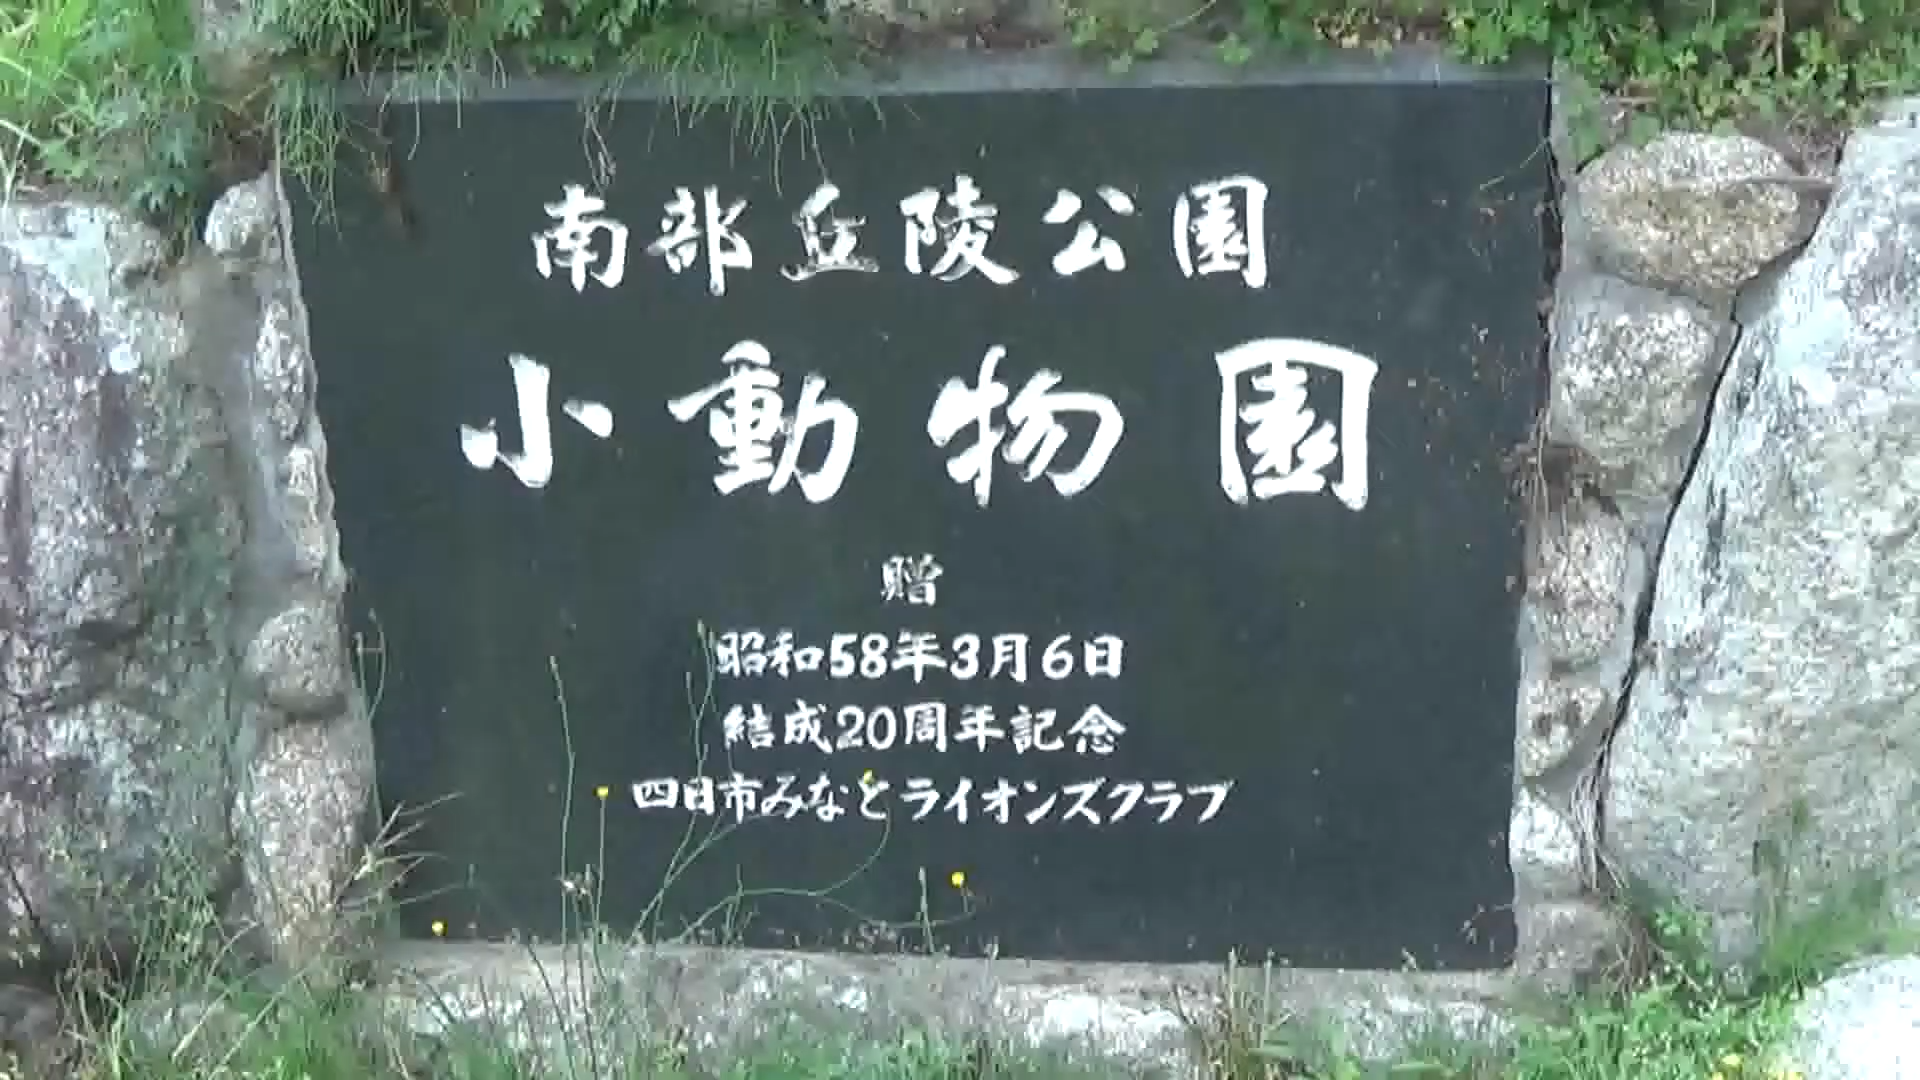 南部丘陵公園
小動物園
贈
昭和58年3月6日
結成20周年記念
四日市みなとライオンズクラブ